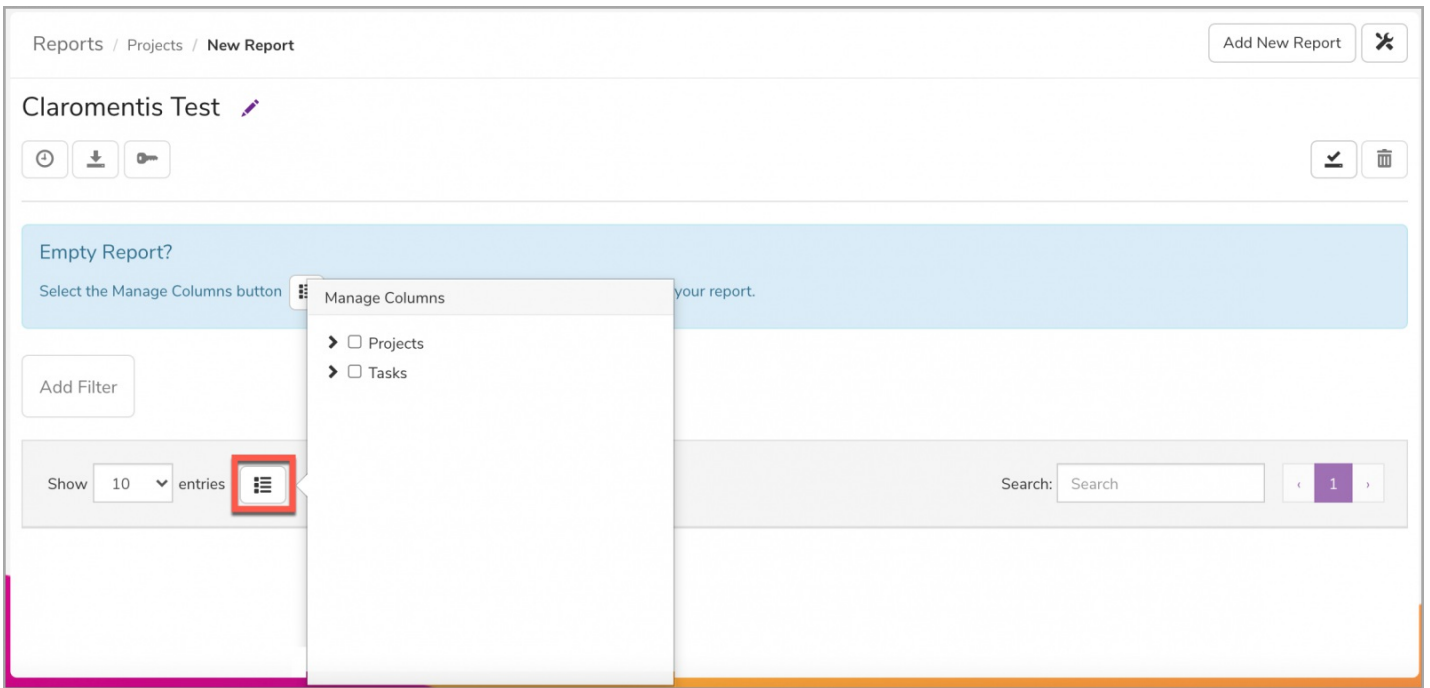 Reports / Projects / New Report
Add New Report
Claromentis Test
Empty Report?
Select the Manage Columns button
your report.
Manage Columns
Projects
Tasks
Add Filter
Show 10 entries
Search: Search
‹ 1 ›